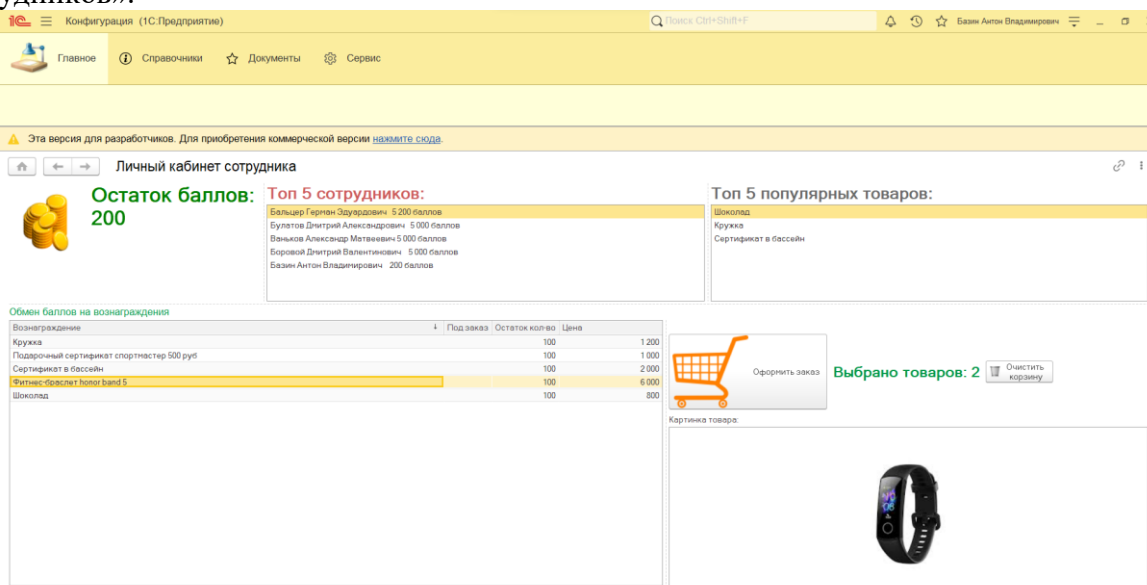 удников».
1С Конфигурация (1С:Предприятие) Поиск Ctrl+Shift+F Базин Антон Владимирович
Главное Справочники Документы Сервис
Эта версия для разработчиков. Для приобретения коммерческой версии нажмите сюда.
Личный кабинет сотрудника
Остаток баллов:
200
Топ 5 сотрудников:
Бальцер Герман Эдуардович 5 200 баллов
Булатов Дмитрий Александрович 5 000 баллов
Ваньков Александр Матвеевич 5 000 баллов
Боровой Дмитрий Валентинович 5 000 баллов
Базин Антон Владимирович 200 баллов
Топ 5 популярных товаров:
Шоколад
Кружка
Сертификат в бассейн
Обмен баллов на вознаграждения
Вознаграждение ↓ Под заказ Остаток кол-во Цена
Кружка 100 1 200
Подарочный сертификат спортмастер 500 руб 100 1 000
Сертификат в бассейн 100 2 000
Фитнес-браслет honor band 5 100 6 000
Шоколад 100 800
Оформить заказ
Выбрано товаров: 2
Очистить
корзину
Картинка товара: